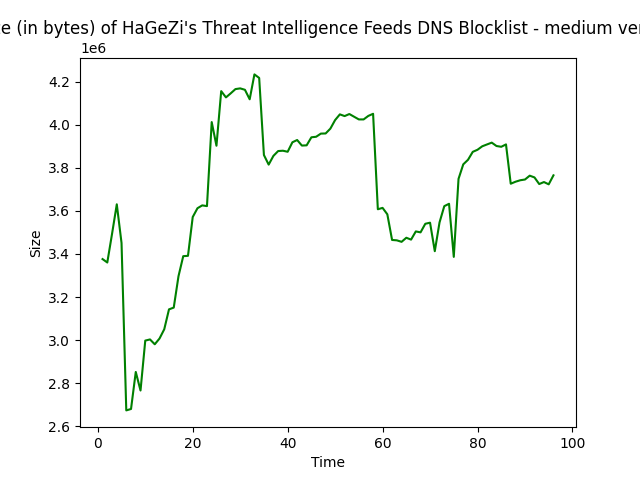 (in bytes) of HaGeZi's Threat Intelligence Feeds DNS Blocklist - medium
1e6
4.2
4.0
3.8
3.6
3.4
3.2
3.0
2.8
2.6
Size
0 20 40 60 80 100
Time